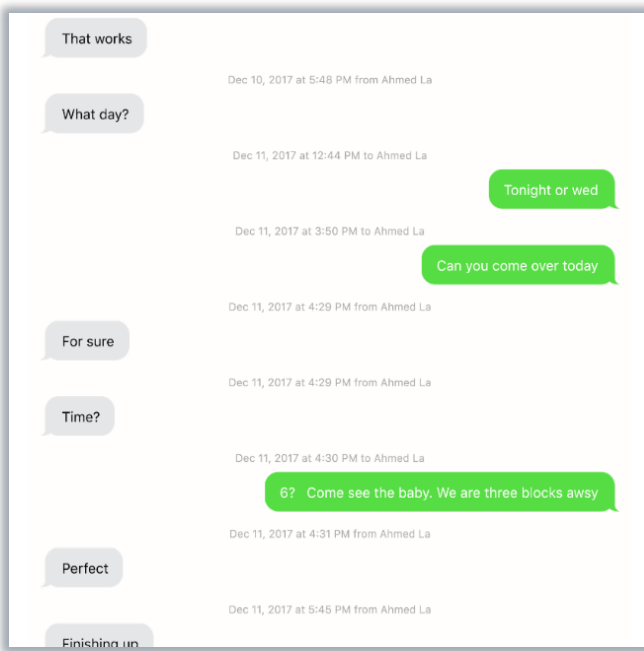 That works
Dec 10, 2017 at 5:48 PM from Ahmed La
What day?
Dec 11, 2017 at 12:44 PM to Ahmed La
Tonight or wed
Dec 11, 2017 at 3:50 PM to Ahmed La
Can you come over today
Dec 11, 2017 at 4:29 PM from Ahmed La
For sure
Dec 11, 2017 at 4:29 PM from Ahmed La
Time?
Dec 11, 2017 at 4:30 PM to Ahmed La
6? Come see the baby. We are three blocks awsy
Dec 11, 2017 at 4:31 PM from Ahmed La
Perfect
Dec 11, 2017 at 5:45 PM from Ahmed La
Finishing up